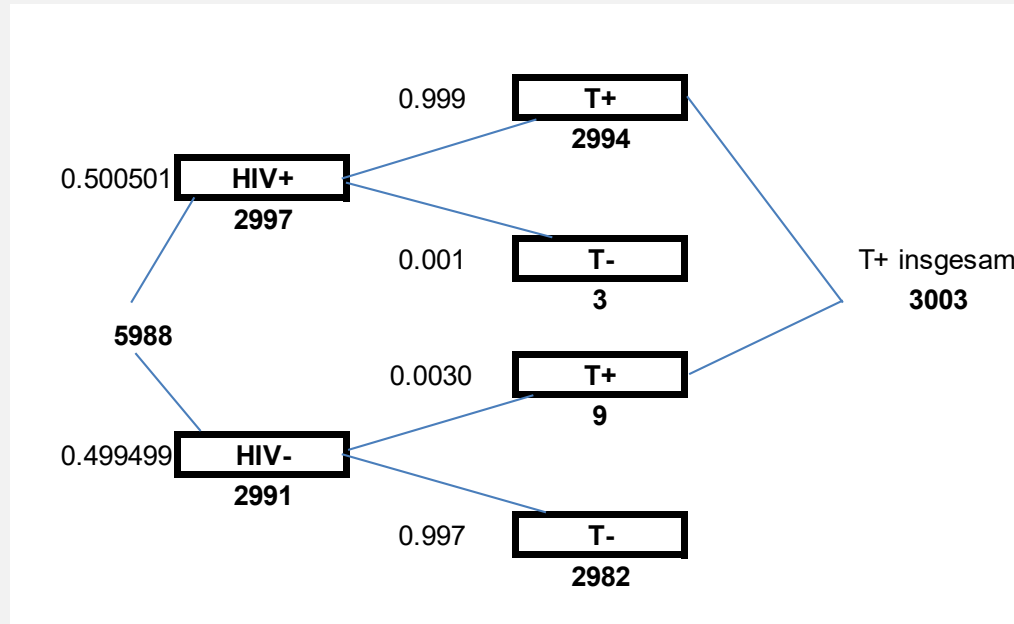 0.999
T+
2994
0.500501
HIV+
2997
0.001
T-
3
T+ insgesam
3003
5988
0.0030
T+
9
0.499499
HIV-
2991
0.997
T-
2982